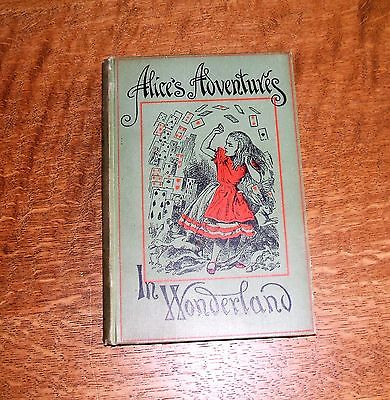 Alice's Adventures
In Wonderland